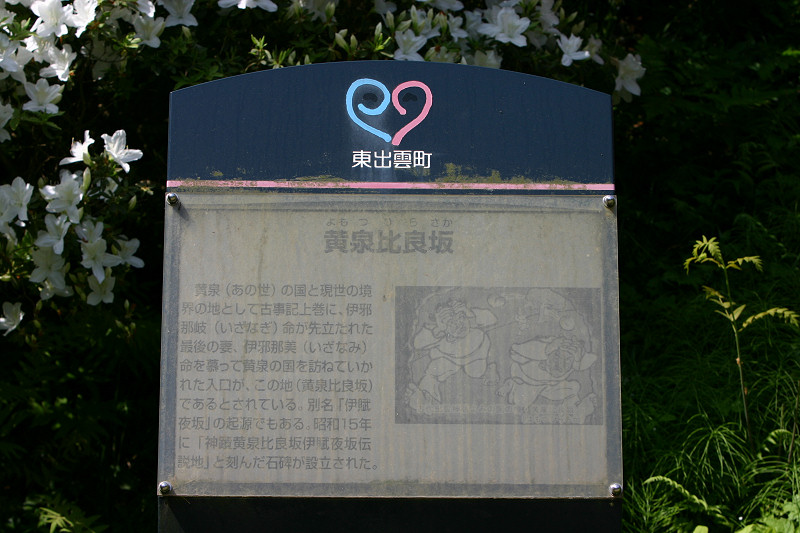 東出雲町
よもつひらさか
黄泉比良坂
黄泉（あの世）の国と現世の境
界の地として古事記上巻に、伊邪
那岐（いざなぎ）命が先立たれた
最後の妻、伊邪那美（いざなみ）
命を慕って黄泉の国を訪ねていか
れた入口が、この地（黄泉比良坂）
であるとされている。別名「伊賦
夜坂」の起源でもある。昭和15年
に「神蹟黄泉比良坂伊賦夜坂伝
説地」と刻んだ石碑が設立された。